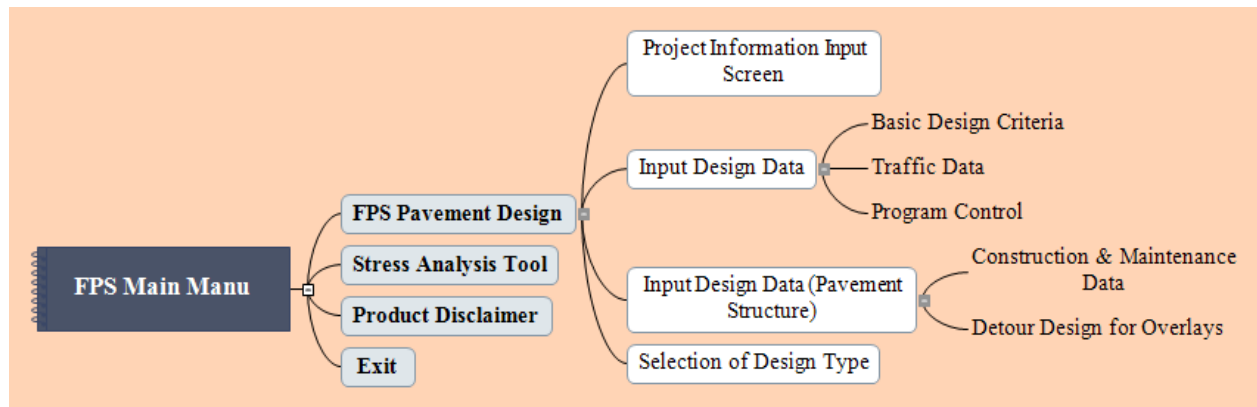 FPS Main Manu
FPS Pavement Design
Stress Analysis Tool
Product Disclaimer
Exit
Project Information Input
Screen
Input Design Data
Basic Design Criteria
Traffic Data
Program Control
Input Design Data (Pavement
Structure)
Construction & Maintenance
Data
Detour Design for Overlays
Selection of Design Type